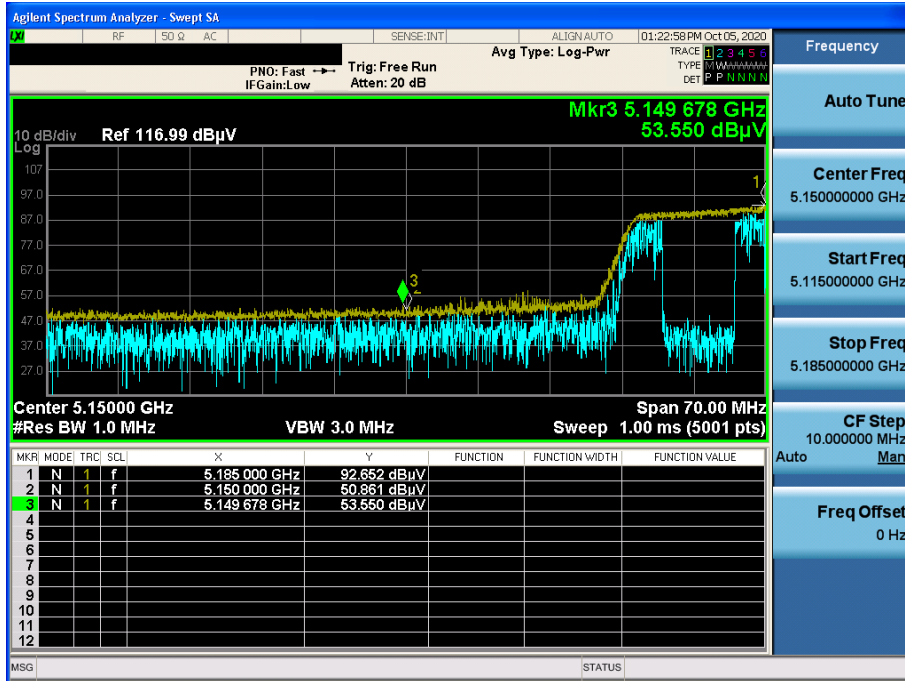 Agilent Spectrum Analyzer - Swept SA
LXI RF 50 Ω AC SENSE:INT ALIGN AUTO 01:22:58 PM Oct 05, 2020
Frequency
Avg Type: Log-Pwr
TRACE 1 2 3 4 5 6
PNO: Fast Trig: Free Run
TYPE M W W W W W
IFGain:Low Atten: 20 dB
DET P P N N N N
Mkr3 5.149 678 GHz
53.550 dBµV
10 dB/div Ref 116.99 dBµV
Log
107
97.0
87.0
77.0
67.0
57.0
47.0
37.0
27.0
1
3
2
Center 5.15000 GHz Span 70.00 MHz
#Res BW 1.0 MHz VBW 3.0 MHz Sweep 1.00 ms (5001 pts)
MKR MODE TRC SCL X Y FUNCTION FUNCTION WIDTH FUNCTION VALUE
1 N 1 f 5.185 000 GHz 92.652 dBµV
2 N 1 f 5.150 000 GHz 50.861 dBµV
3 N 1 f 5.149 678 GHz 53.550 dBµV
4
5
6
7
8
9
10
11
12
MSG STATUS
Auto Tune
Center Freq
5.150000000 GHz
Start Freq
5.115000000 GHz
Stop Freq
5.185000000 GHz
CF Step
10.000000 MHz
Auto Man
Freq Offset
0 Hz